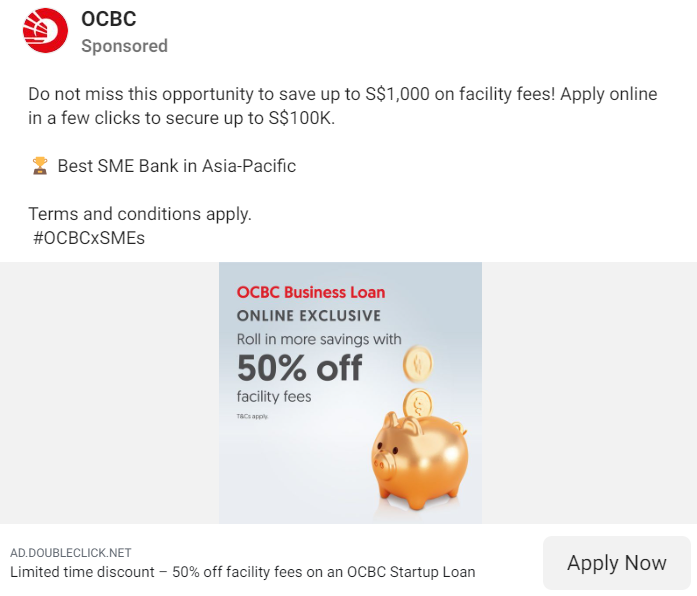 OCBC
Sponsored
Do not miss this opportunity to save up to S$1,000 on facility fees! Apply online
in a few clicks to secure up to S$100K.
🏆 Best SME Bank in Asia-Pacific
Terms and conditions apply.
#OCBCxSMEs
OCBC Business Loan
ONLINE EXCLUSIVE
Roll in more savings with
50% off
facility fees
T&Cs apply.
AD.DOUBLECLICK.NET
Limited time discount – 50% off facility fees on an OCBC Startup Loan
Apply Now